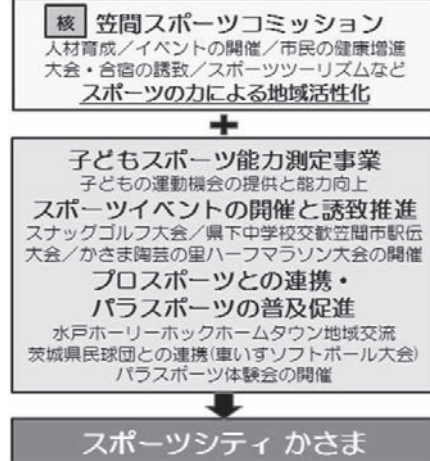 核 笠間スポーツコミッション
人材育成／イベントの開催／市民の健康増進
大会・合宿の誘致／スポーツツーリズムなど
スポーツの力による地域活性化
+
子どもスポーツ能力測定事業
子どもの運動機会の提供と能力向上
スポーツイベントの開催と誘致推進
スナッグゴルフ大会／県下中学校交歓笠間市駅伝
大会／かさま陶芸の里ハーフマラソン大会の開催
プロスポーツとの連携・
パラスポーツの普及促進
水戸ホーリーホックホームタウン地域交流
茨城県民球団との連携(車いすソフトボール大会)
パラスポーツ体験会の開催
スポーツシティ かさま